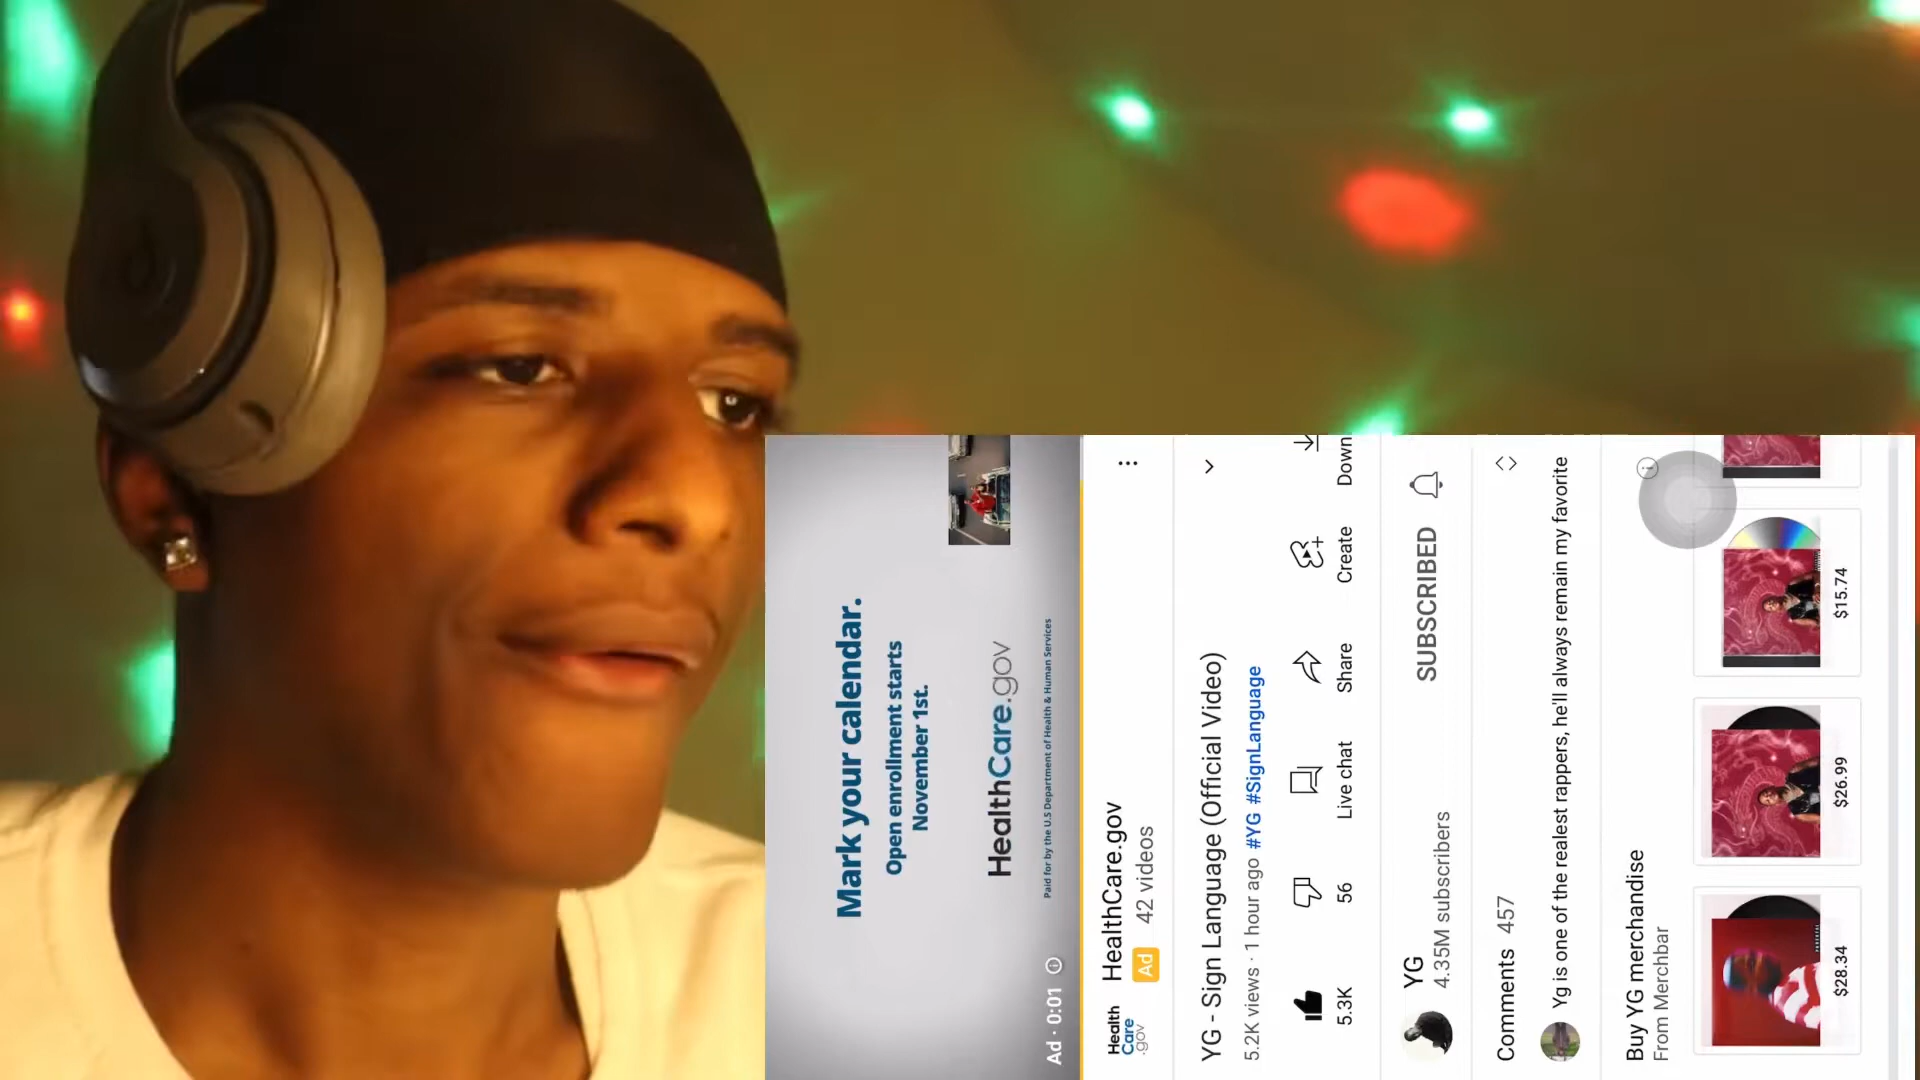 Mark your calendar.
Open enrollment starts
November 1st.
HealthCare.gov
Paid for by the U.S Department of Health & Human Services
Ad · 0:01
Health
Care
.gov
HealthCare.gov
Ad 42 videos
YG - Sign Language (Official Video)
5.2K views · 1 hour ago #YG #SignLanguage
5.3K
56
Live chat
Share
Create
Down
YG
4.35M subscribers
SUBSCRIBED
Comments 457
Yg is one of the realest rappers, he'll always remain my favorite
Buy YG merchandise
From Merchbar
$28.34
$26.99
$15.74